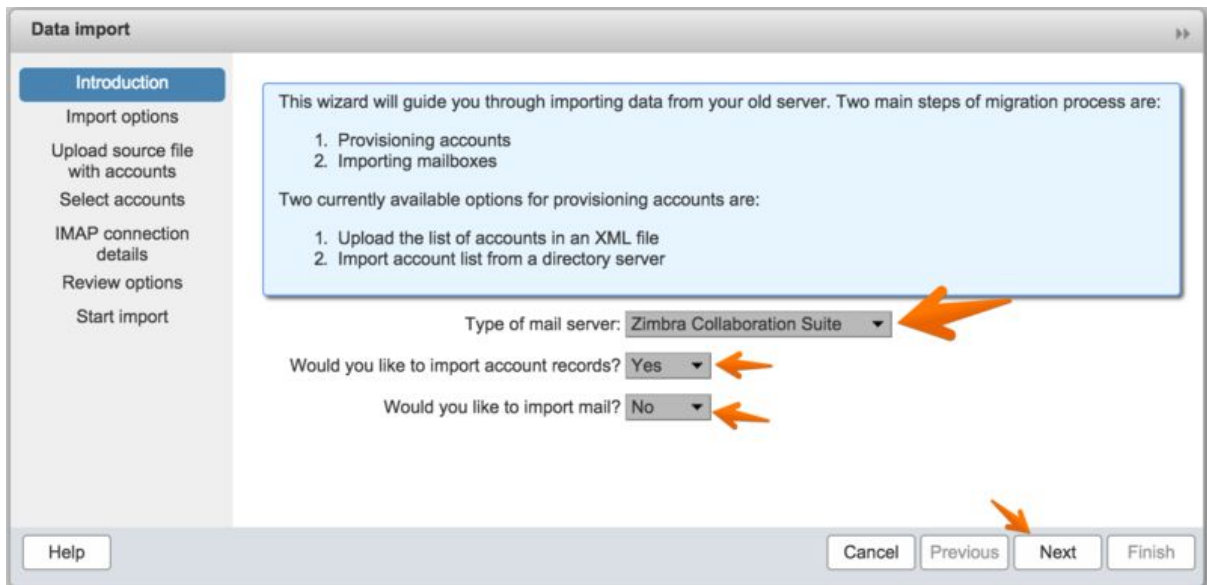 Data import
Introduction
Import options
Upload source file
with accounts
Select accounts
IMAP connection
details
Review options
Start import
This wizard will guide you through importing data from your old server. Two main steps of migration process are:
1. Provisioning accounts
2. Importing mailboxes
Two currently available options for provisioning accounts are:
1. Upload the list of accounts in an XML file
2. Import account list from a directory server
Type of mail server: Zimbra Collaboration Suite
Would you like to import account records? Yes
Would you like to import mail? No
Help Cancel Previous Next Finish